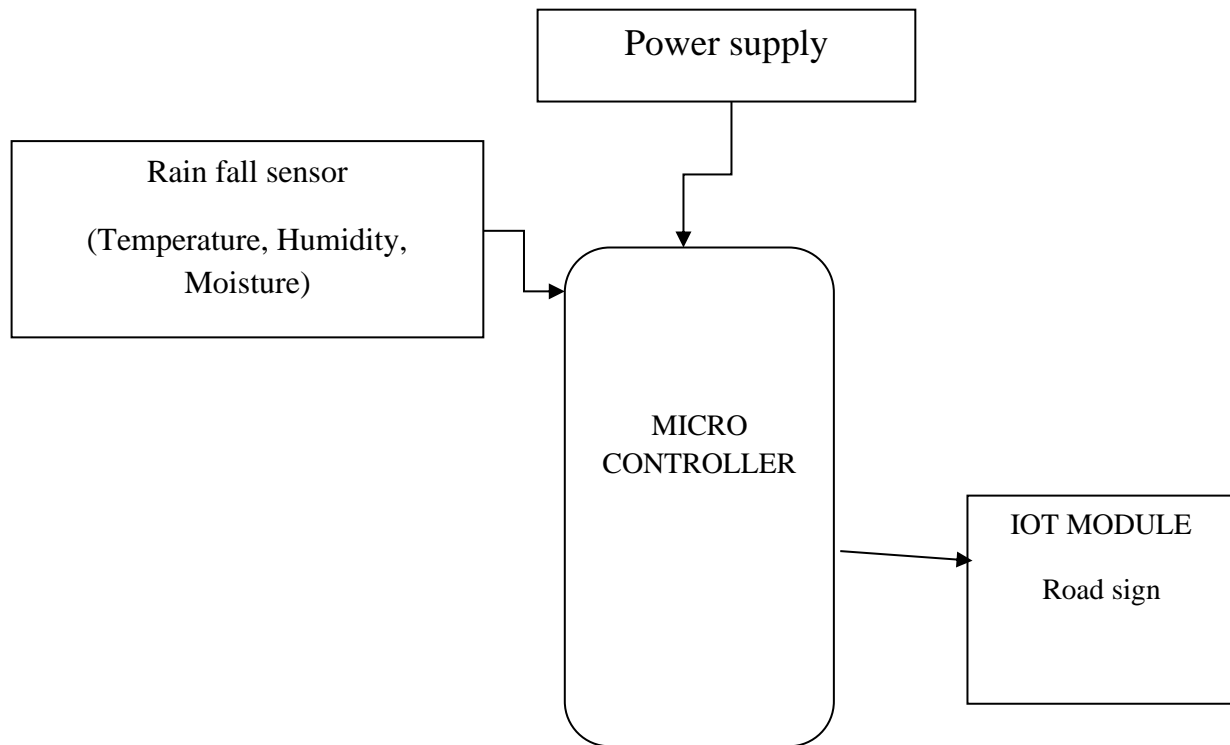 Power supply
Rain fall sensor
(Temperature, Humidity,
Moisture)
MICRO
CONTROLLER
IOT MODULE
Road sign